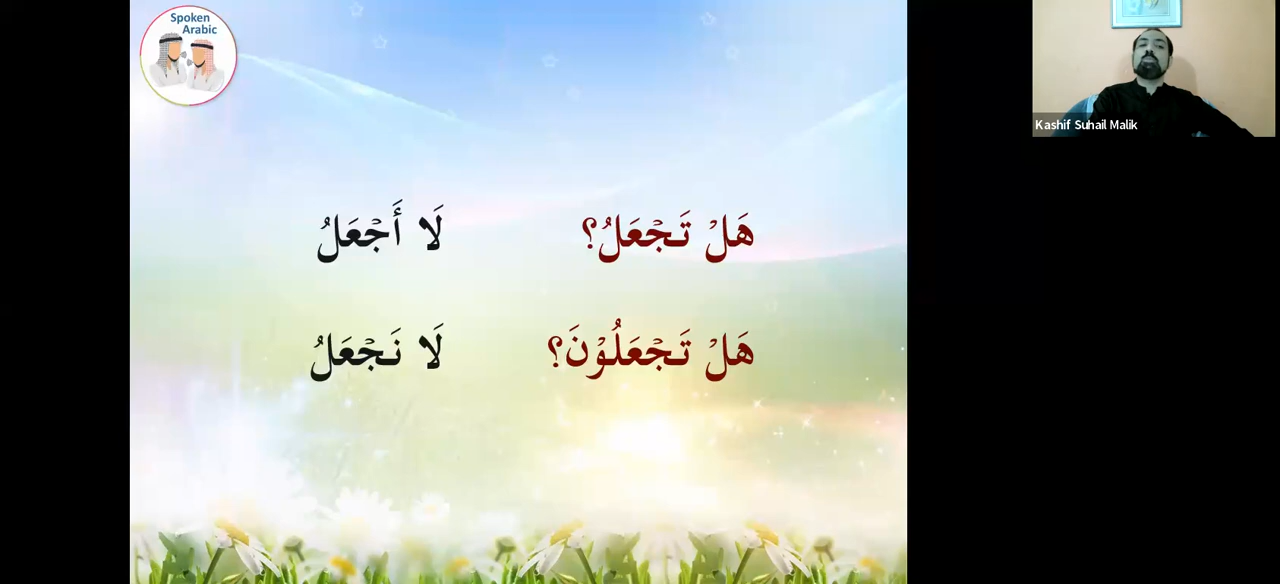 Spoken
Arabic
هَلْ تَجْعَلُ؟ لَا أَجْعَلُ
هَلْ تَجْعَلُوْنَ؟ لَا نَجْعَلُ
Kashif Suhail Malik